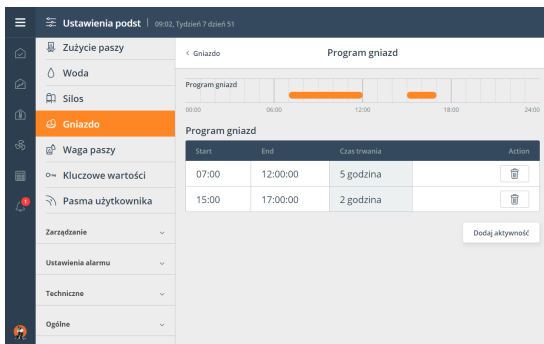 Ustawienia podst | 09:02, Tydzień 7 dzień 51
Zużycie paszy
Woda
Silos
Gniazdo
Waga paszy
Kluczowe wartości
Pasma użytkownika
Zarządzanie
Ustawienia alarmu
Techniczne
Ogólne
1
< Gniazdo Program gniazd
Program gniazd
00:00 06:00 12:00 18:00 24:00
Program gniazd
Start End Czas trwania Action
07:00 12:00:00 5 godzina
15:00 17:00:00 2 godzina
Dodaj aktywność